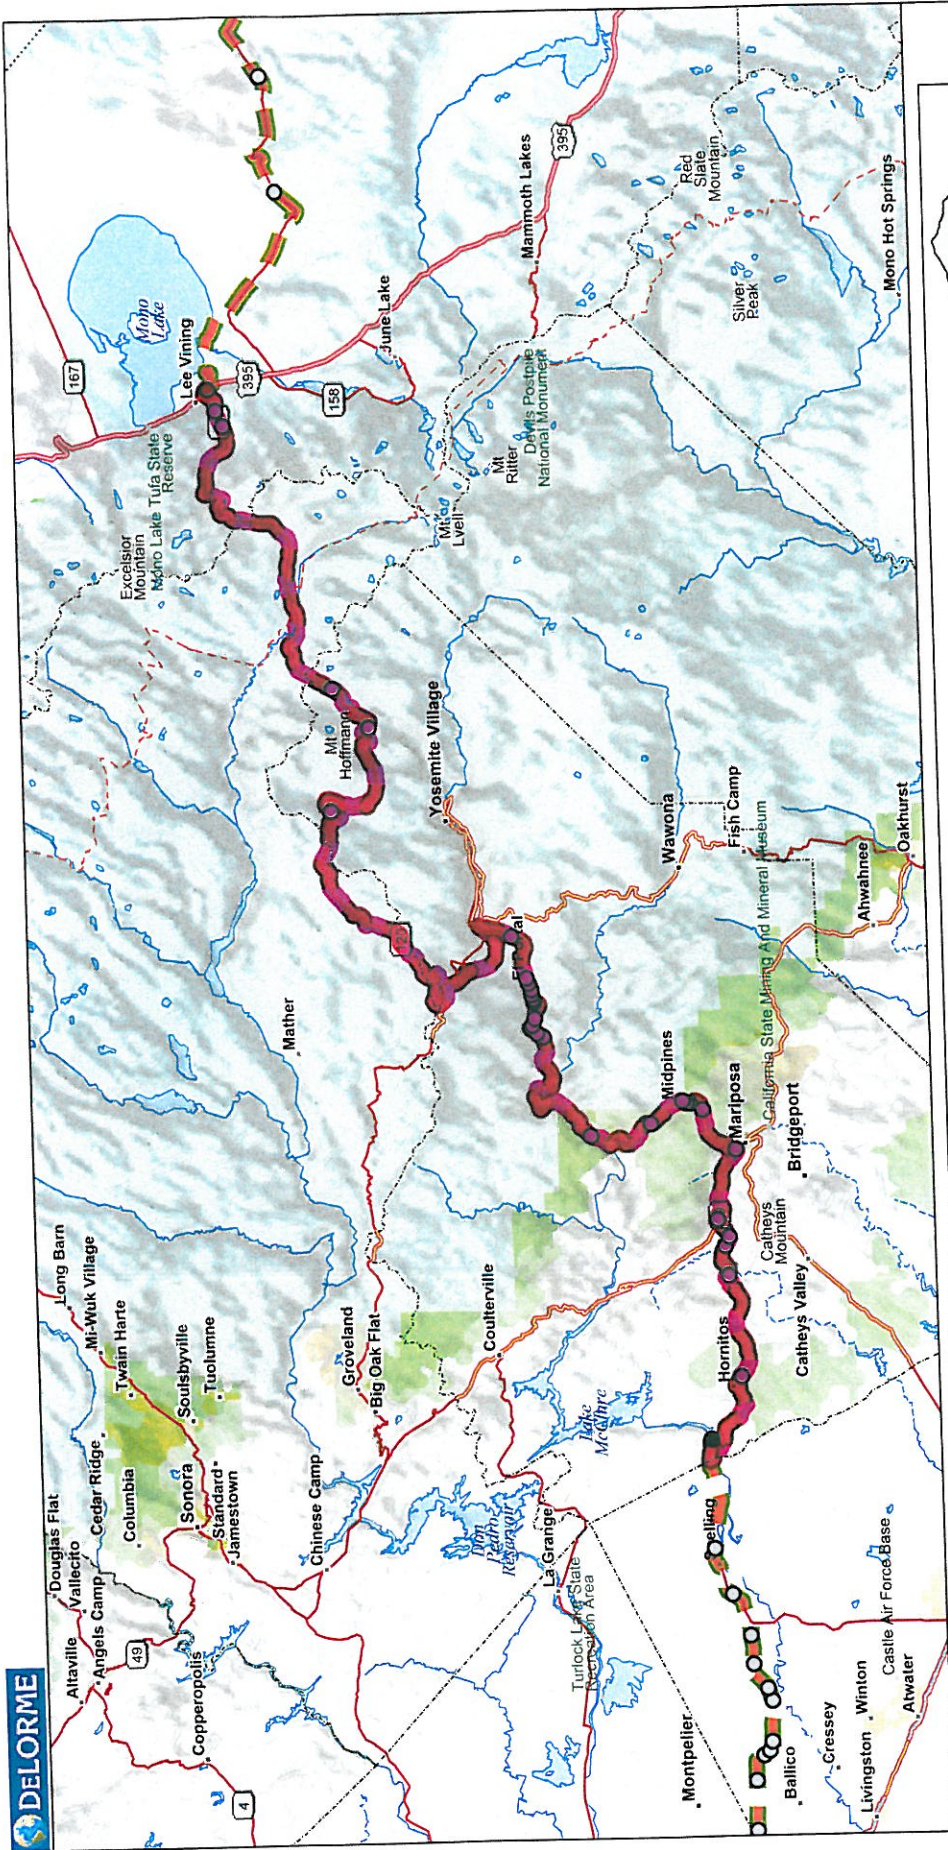 DELORME
Douglas Flat
Vallecito
Altaville
Angels Camp
Cedar Ridge
Columbia
49
Copperopolis
4
Sonora
Standard
Jamestown
Long Barn
Mi-Wuk Village
Twain Harte
Soulsbyville
Tuolumne
Chinese Camp
Groveland
Big Oak Flat
Don
Pedro
Reservoir
La Grange
Turlock Lake State
Recreation Area
Coulterville
Lake
McClure
Montpelier
Ballico
Cressey
Livingston
Winton
Atwater
Castle Air Force Base
Hornitos
Catheys Valley
Catheys
Mountain
Bridgeport
Mariposa
California State Mining And Mineral Museum
Midpines
Mather
Yosemite Village
Wawona
Fish Camp
Ahwahnee
Oakhurst
Mt
Hoffmann
Excelsior
Mountain
Mono Lake Tufa State
Reserve
167
Mono
Lake
Lee Vining
395
158
June Lake
Mt
Lyell
Mt
Ritter
Devils Postpile
National Monument
Mammoth Lakes
395
Red
Slate
Mountain
Silver
Peak
Mono Hot Springs